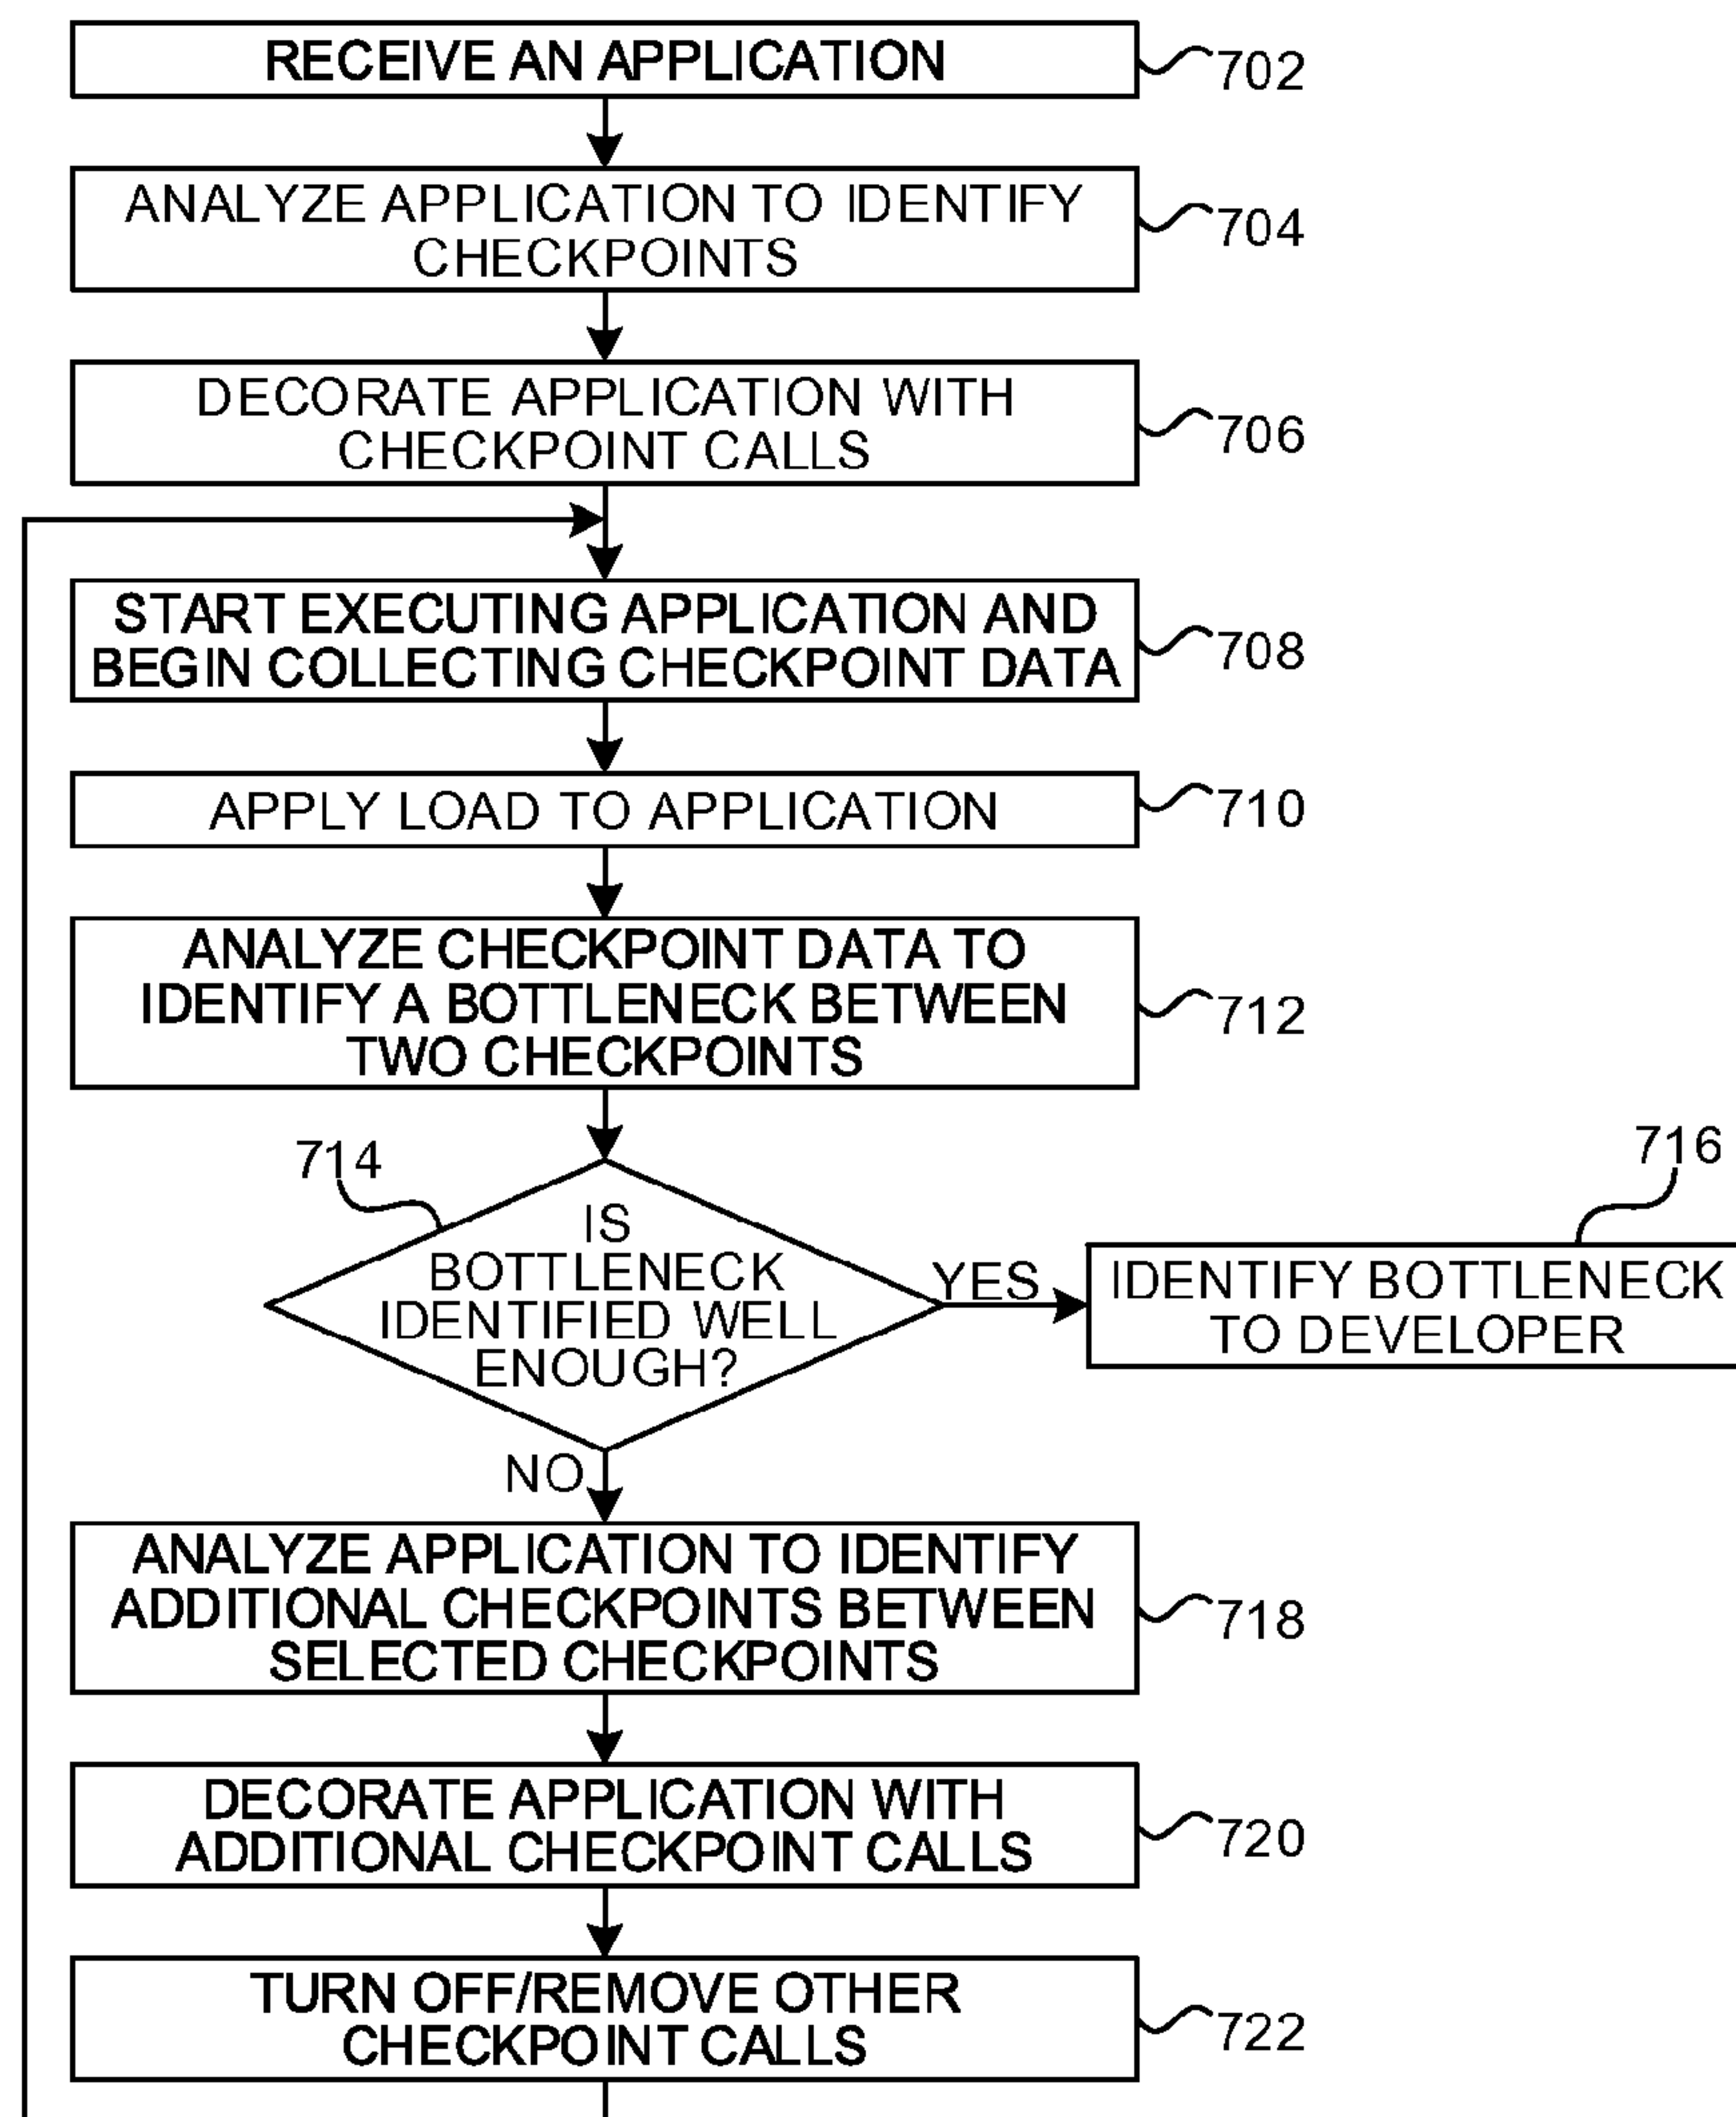 RECEIVE AN APPLICATION
702
ANALYZE APPLICATION TO IDENTIFY
CHECKPOINTS
704
DECORATE APPLICATION WITH
CHECKPOINT CALLS
706
START EXECUTING APPLICATION AND
BEGIN COLLECTING CHECKPOINT DATA
708
APPLY LOAD TO APPLICATION
710
ANALYZE CHECKPOINT DATA TO
IDENTIFY A BOTTLENECK BETWEEN
TWO CHECKPOINTS
712
714
IS
BOTTLENECK
IDENTIFIED WELL
ENOUGH?
YES
716
IDENTIFY BOTTLENECK
TO DEVELOPER
NO
ANALYZE APPLICATION TO IDENTIFY
ADDITIONAL CHECKPOINTS BETWEEN
SELECTED CHECKPOINTS
718
DECORATE APPLICATION WITH
ADDITIONAL CHECKPOINT CALLS
720
TURN OFF/REMOVE OTHER
CHECKPOINT CALLS
722